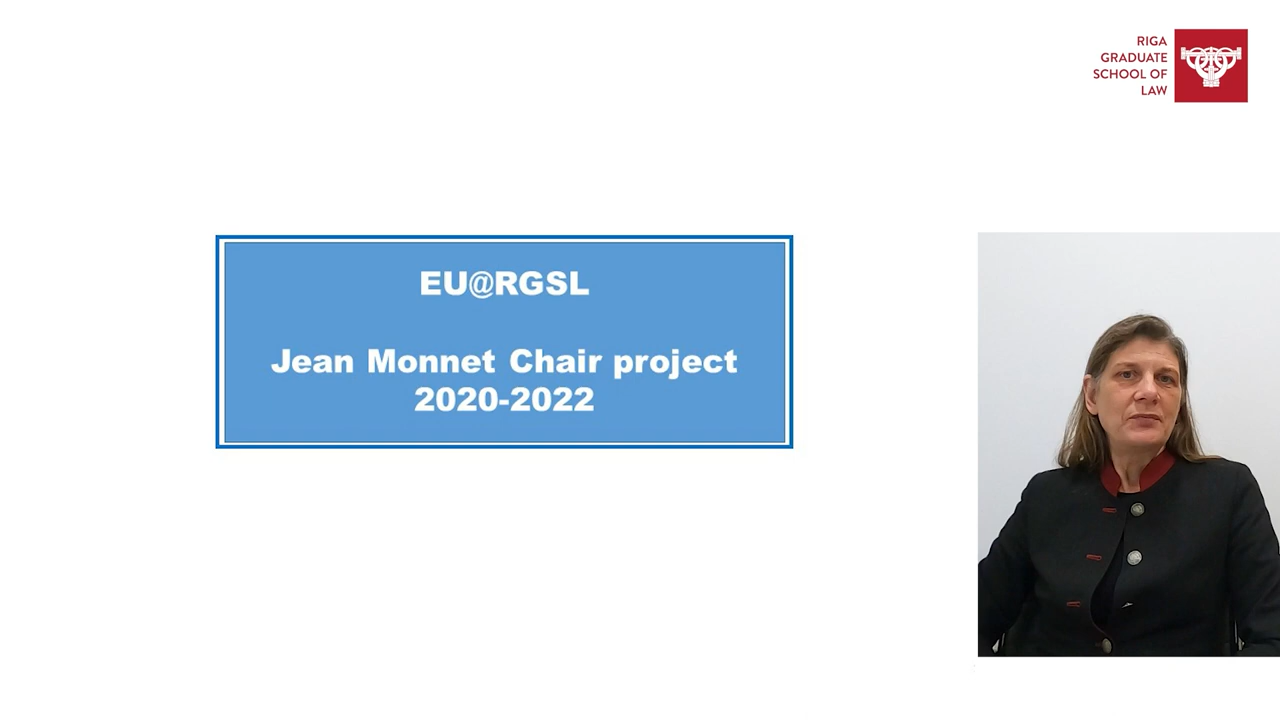 RIGA
GRADUATE
SCHOOL OF
LAW
EU@RGSL
Jean Monnet Chair project
2020-2022